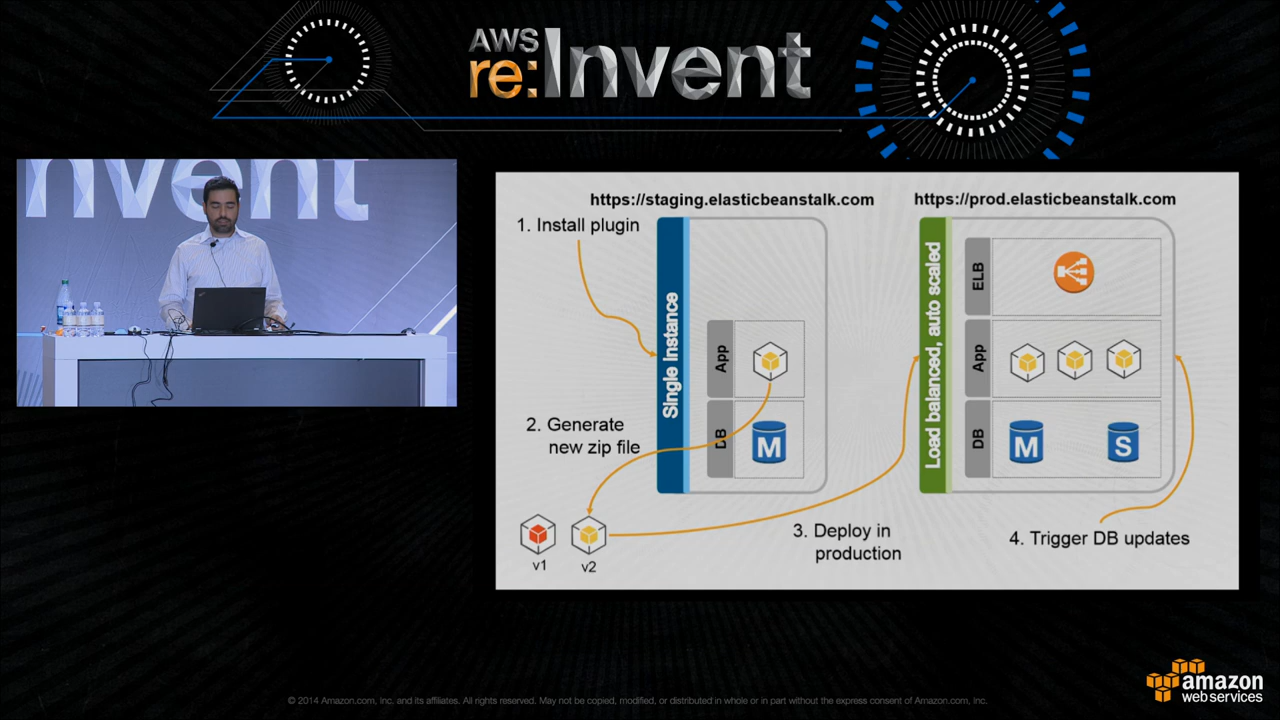 AWS
re:Invent
nvent
https://staging.elasticbeanstalk.com
https://prod.elasticbeanstalk.com
1. Install plugin
Single Instance
App
DB
M
2. Generate
new zip file
v1
v2
3. Deploy in
production
Load balanced, auto scaled
ELB
App
DB
M
S
4. Trigger DB updates
© 2014 Amazon.com, Inc. and its affiliates. All rights reserved. May not be copied, modified, or distributed in whole or in part without the express consent of Amazon.com, Inc.
amazon
web services